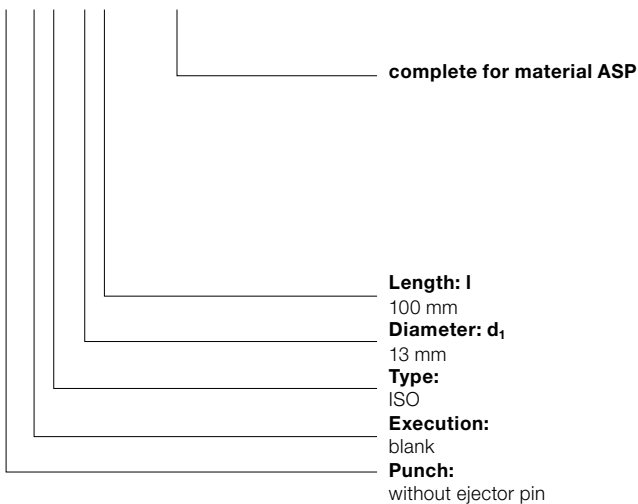 complete for material ASP
Length: l
100 mm
Diameter: d₁
13 mm
Type:
ISO
Execution:
blank
Punch:
without ejector pin